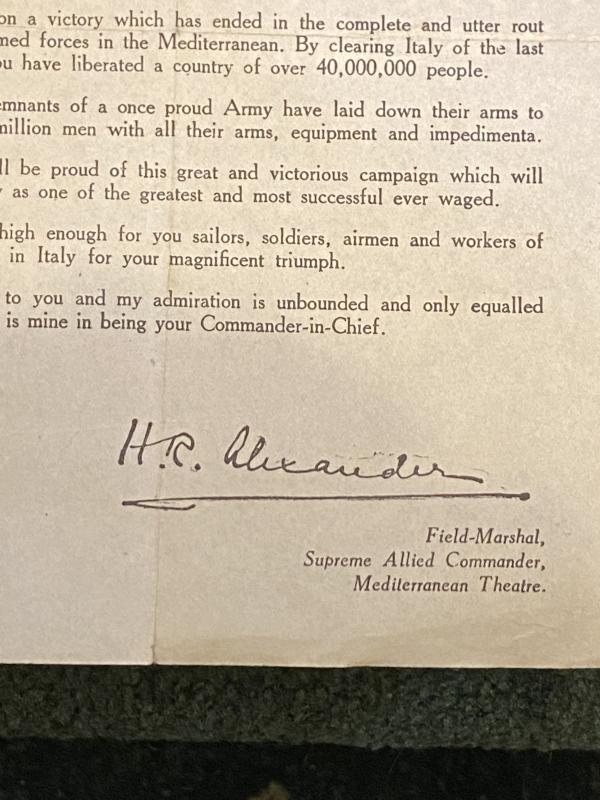 on a victory which has ended in the complete and utter rout
med forces in the Mediterranean. By clearing Italy of the last
ou have liberated a country of over 40,000,000 people.
emnants of a once proud Army have laid down their arms to
million men with all their arms, equipment and impedimenta.
ll be proud of this great and victorious campaign which will
as one of the greatest and most successful ever waged.
high enough for you sailors, soldiers, airmen and workers of
in Italy for your magnificent triumph.
to you and my admiration is unbounded and only equalled
is mine in being your Commander-in-Chief.
H.R. Alexander
Field-Marshal,
Supreme Allied Commander,
Mediterranean Theatre.